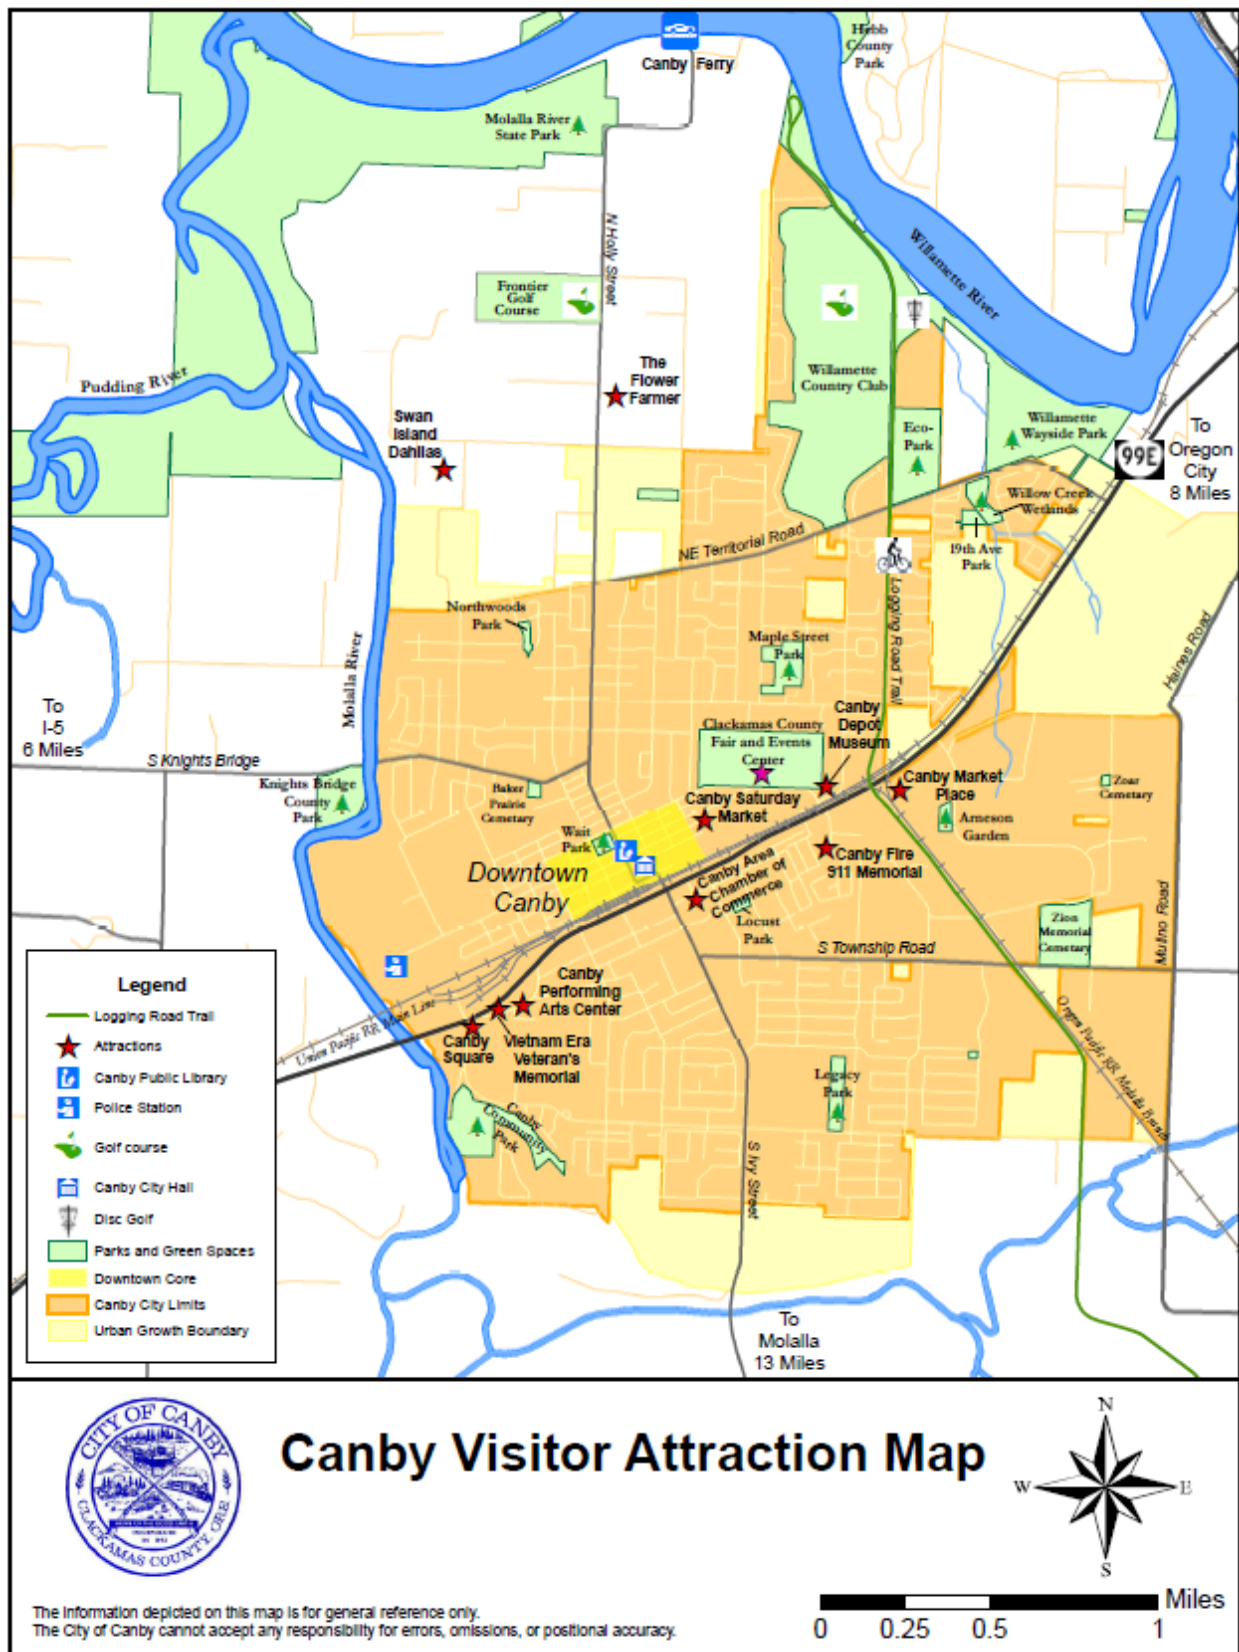 Hebb
County
Park
Canby Ferry
Molalla River
State Park
N Holly Street
Willamette River
Frontier
Golf
Course
Willamette
Country Club
The
Flower
Farmer
Pudding River
Swan
Island
Dahlias
Eco-
Park
Willamette
Wayside Park
99E
To
Oregon
City
8 Miles
Willow Creek
Wetlands
19th Ave
Park
NE Territorial Road
Logging Road Trail
Northwoods
Park
Maple Street
Park
Haines Road
Molalla River
To
I-5
6 Miles
S Knights Bridge
Clackamas County
Fair and Events
Center
Canby
Depot
Museum
Knights Bridge
County
Park
Baker
Prairie
Cemetary
Canby Saturday
Market
Canby Market
Place
Zoar
Cemetary
Arneson
Garden
Wait
Park
Downtown
Canby
Canby Area
Chamber of
Commerce
Canby Fire
911 Memorial
Locust
Park
S Township Road
Zion
Memorial
Cemetary
Mulino Road
Canby
Performing
Arts Center
Union Pacific RR Main Line
Canby
Square
Vietnam Era
Veteran's
Memorial
Oregon Pacific RR Molalla Branch
Legacy
Park
Canby
Community
Park
S Ivy Street
To
Molalla
13 Miles
Legend
Logging Road Trail
Attractions
Canby Public Library
Police Station
Golf course
Canby City Hall
Disc Golf
Parks and Green Spaces
Downtown Core
Canby City Limits
Urban Growth Boundary
CITY OF CANBY
CLACKAMAS COUNTY, ORE
Canby Visitor Attraction Map
N
W
E
S
The information depicted on this map is for general reference only.
The City of Canby cannot accept any responsibility for errors, omissions, or positional accuracy.
Miles
0 0.25 0.5 1